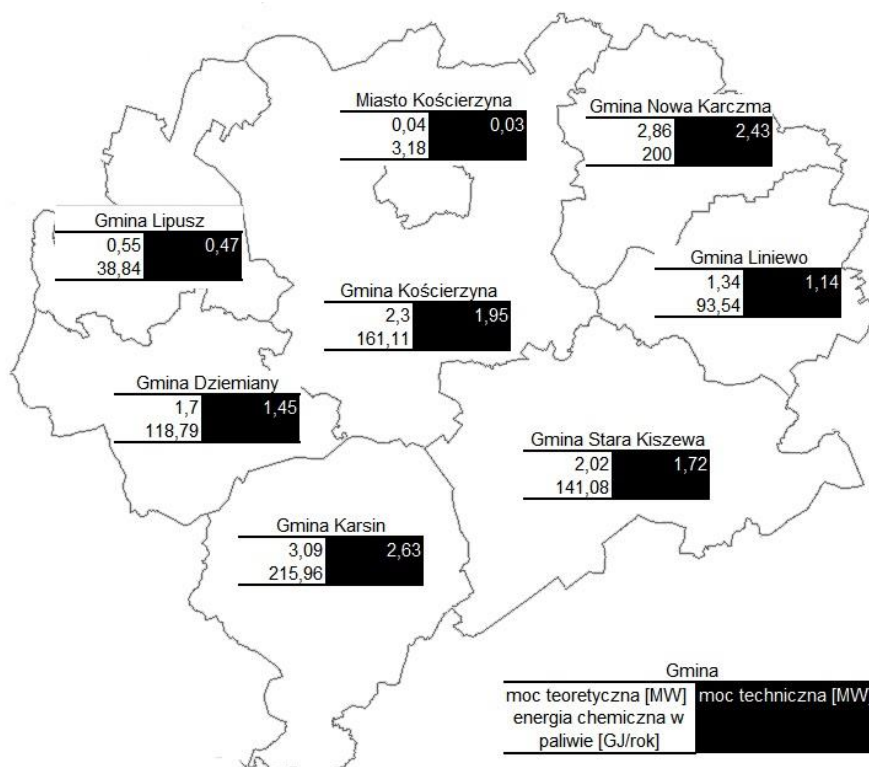 Miasto Kościerzyna
0,04 0,03
3,18
Gmina Nowa Karczma
2,86 2,43
200
Gmina Lipusz
0,55 0,47
38,84
Gmina Liniewo
1,34 1,14
93,54
Gmina Kościerzyna
2,3 1,95
161,11
Gmina Dziemiany
1,7 1,45
118,79
Gmina Stara Kiszewa
2,02 1,72
141,08
Gmina Karsin
3,09 2,63
215,96
Gmina
moc teoretyczna [MW] moc techniczna [MW]
energia chemiczna w
paliwie [GJ/rok]